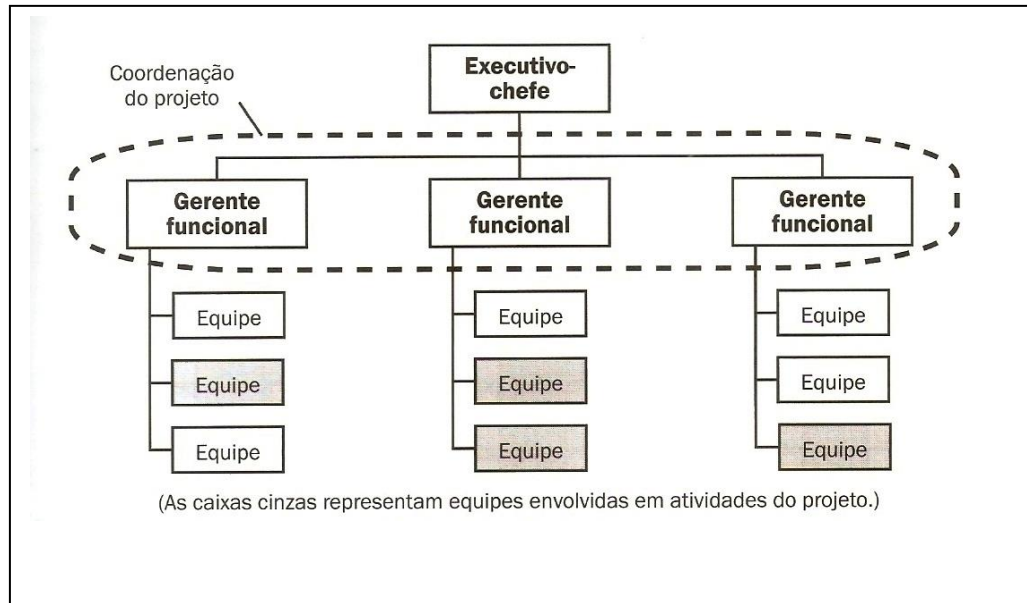 Executivo-
chefe
Coordenação
do projeto
Gerente
funcional
Gerente
funcional
Gerente
funcional
Equipe
Equipe
Equipe
Equipe
Equipe
Equipe
Equipe
Equipe
Equipe
(As caixas cinzas representam equipes envolvidas em atividades do projeto.)